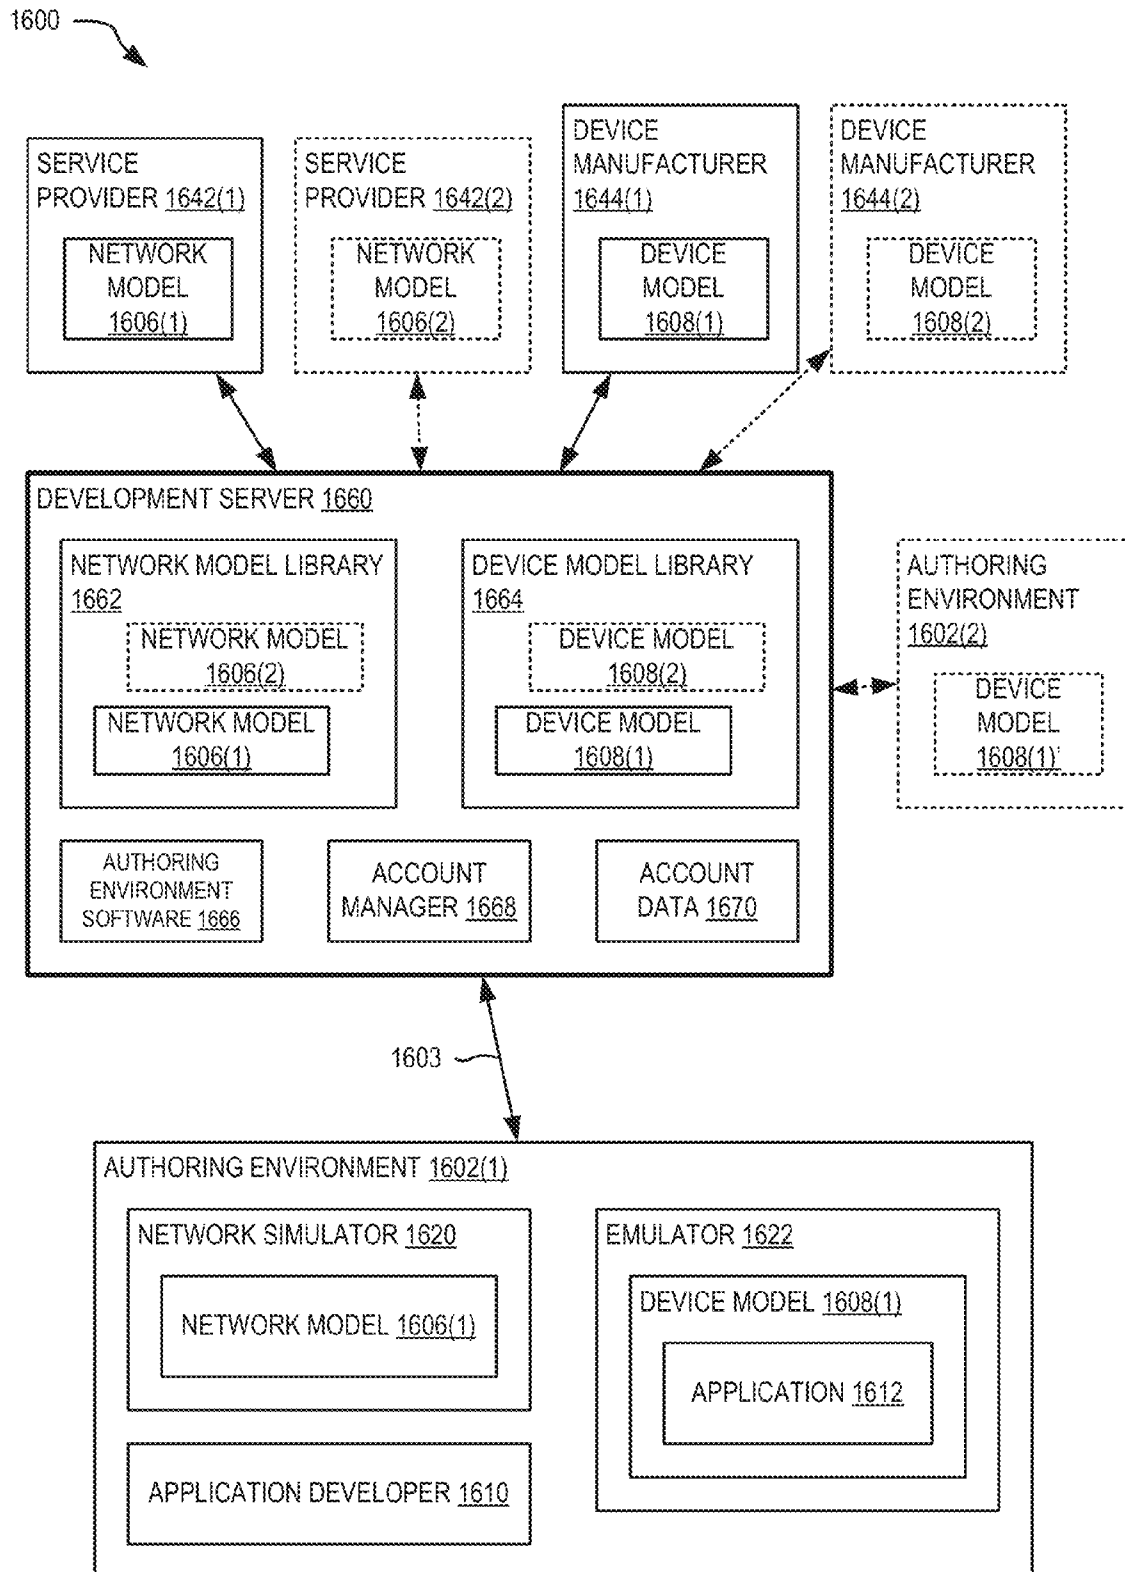 1600
SERVICE
PROVIDER 1642(1)
NETWORK
MODEL
1606(1)
SERVICE
PROVIDER 1642(2)
NETWORK
MODEL
1606(2)
DEVICE
MANUFACTURER
1644(1)
DEVICE
MODEL
1608(1)
DEVICE
MANUFACTURER
1644(2)
DEVICE
MODEL
1608(2)
DEVELOPMENT SERVER 1660
NETWORK MODEL LIBRARY
1662
NETWORK MODEL
1606(2)
NETWORK MODEL
1606(1)
DEVICE MODEL LIBRARY
1664
DEVICE MODEL
1608(2)
DEVICE MODEL
1608(1)
AUTHORING
ENVIRONMENT
1602(2)
DEVICE
MODEL
1608(1)'
AUTHORING
ENVIRONMENT
SOFTWARE 1666
ACCOUNT
MANAGER 1668
ACCOUNT
DATA 1670
1603
AUTHORING ENVIRONMENT 1602(1)
NETWORK SIMULATOR 1620
NETWORK MODEL 1606(1)
EMULATOR 1622
DEVICE MODEL 1608(1)
APPLICATION 1612
APPLICATION DEVELOPER 1610